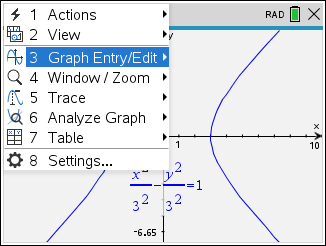 1 Actions
RAD
2 View
y
3 Graph Entry/Edit
4 Window / Zoom
5 Trace
6 Analyze Graph
7 Table
x
1
10
8 Settings...
x² y²
— - — =1
3² 3²
-6.65